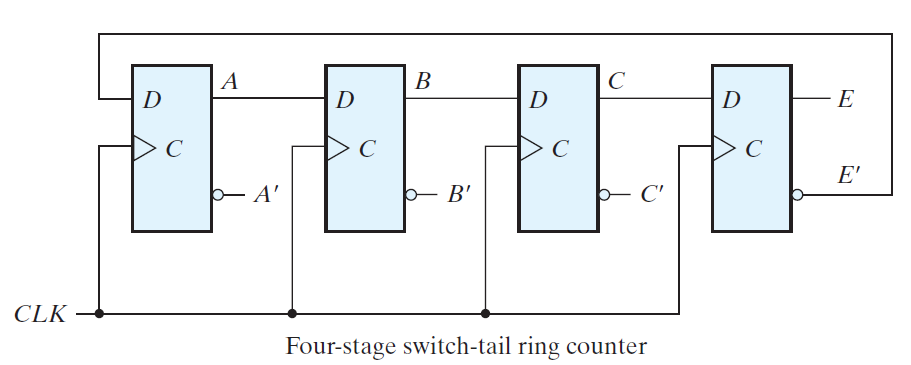 A B C
D D D D E
C C C C
A' B' C' E'
CLK
Four-stage switch-tail ring counter